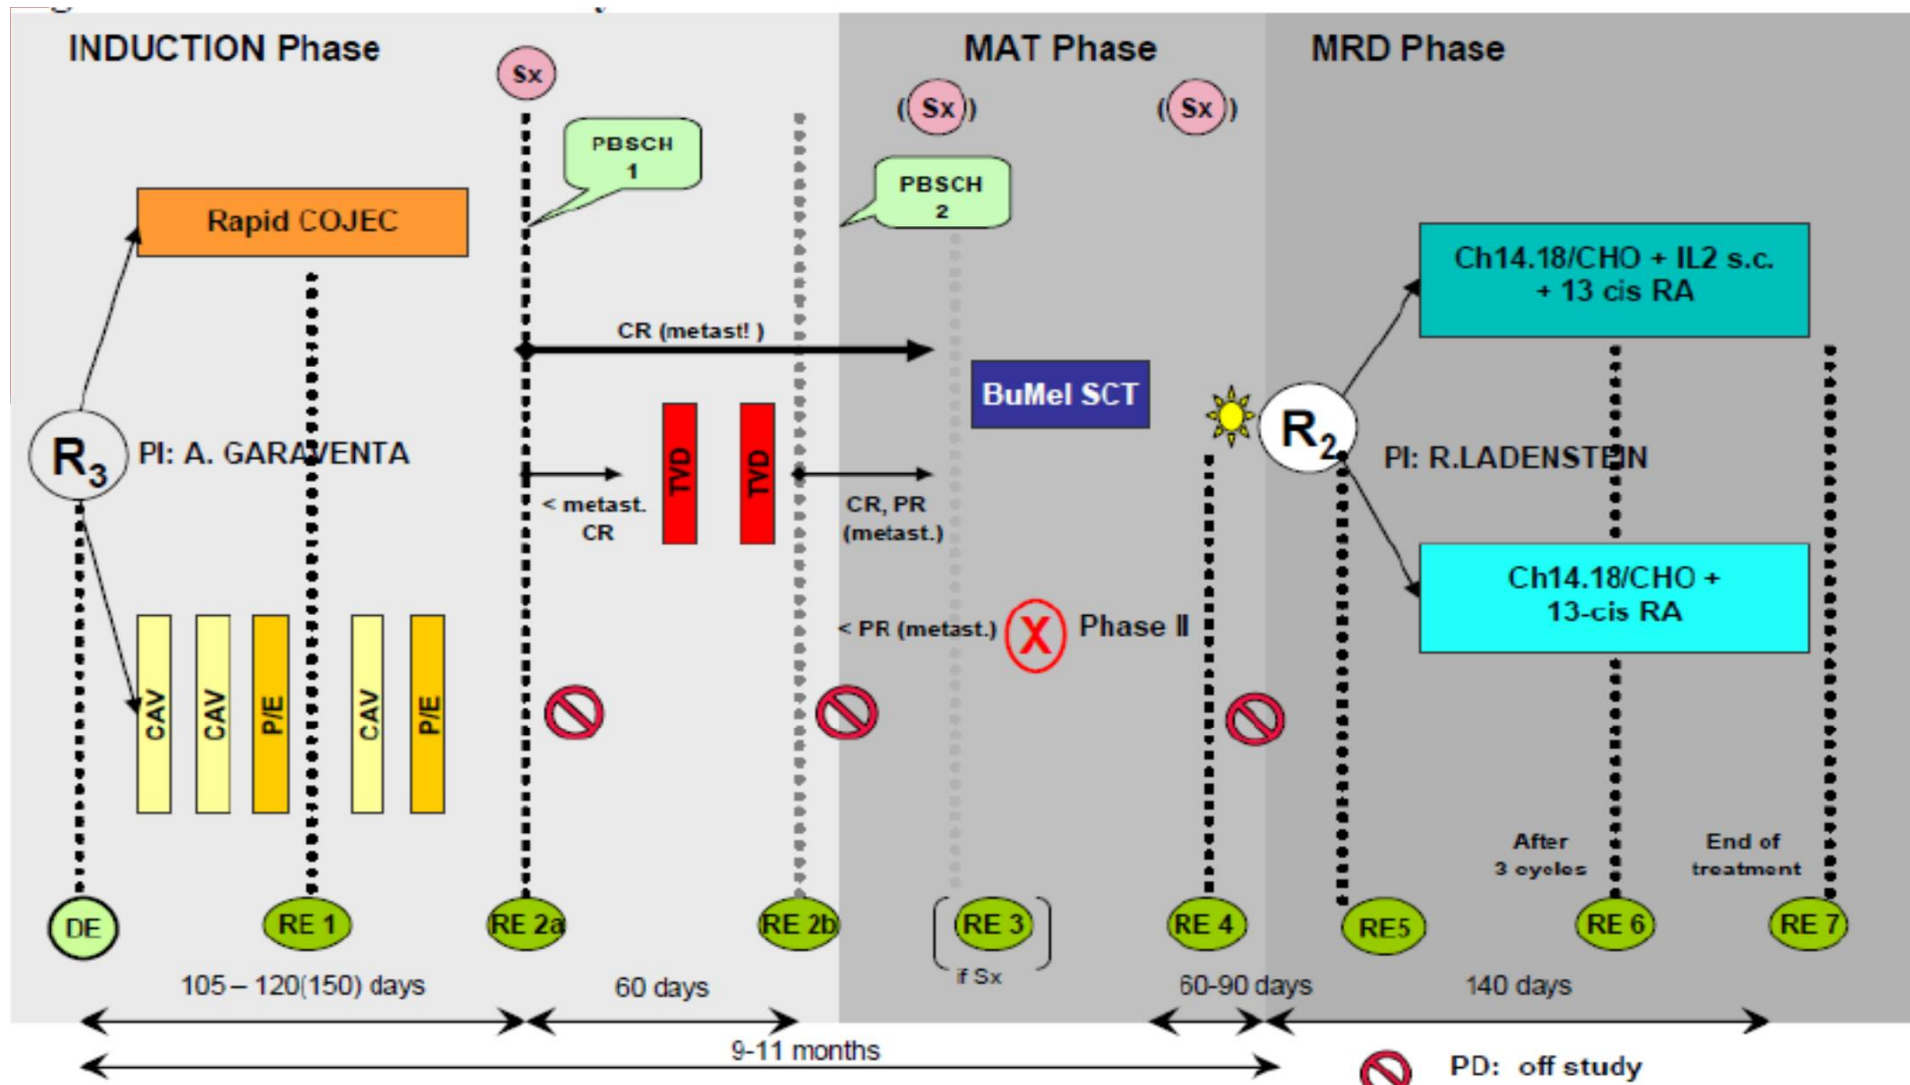 INDUCTION Phase
MAT Phase
MRD Phase
Sx
(( Sx ))
(( Sx ))
PBSCH
1
PBSCH
2
Rapid COJEC
Ch14.18/CHO + IL2 s.c.
+ 13 cis RA
CR (metast! )
BuMel SCT
R3
PI: A. GARAVENTA
TVD
TVD
R2
PI: R.LADENSTEIN
< metast.
CR
CR, PR
(metast.)
Ch14.18/CHO +
13-cis RA
< PR (metast.)
X
Phase II
CAV
CAV
P/E
CAV
P/E
After
3 cycles
End of
treatment
DE
RE 1
RE 2a
RE 2b
RE 3
RE 4
RE5
RE 6
RE 7
if Sx
105 – 120(150) days
60 days
60-90 days
140 days
9-11 months
PD: off study